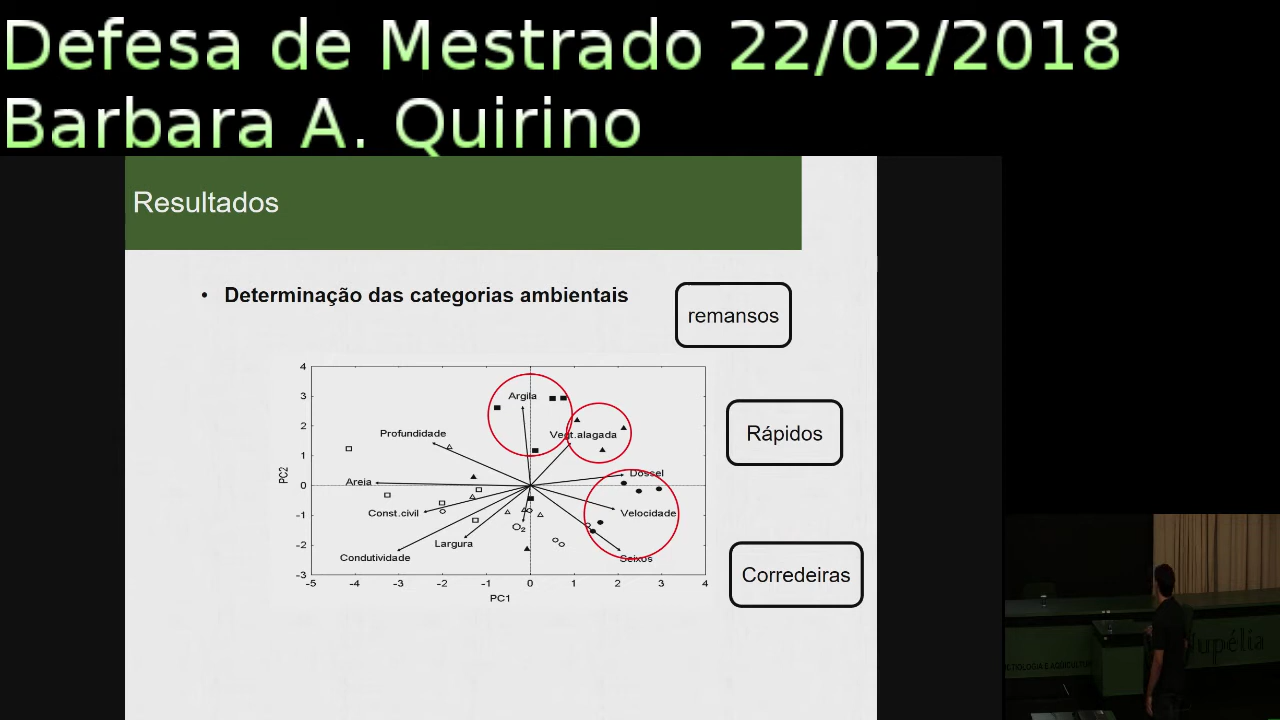 Defesa de Mestrado 22/02/2018
Barbara A. Quirino
Resultados
• Determinação das categorias ambientais
remansos
Rápidos
Corredeiras
4
3
2
1
0
-1
-2
-3
PC2
Argila
Profundidade
Veget.alagada
Areia
Dossel
Const.civil
Velocidade
O2
Largura
Condutividade
Seixos
-5 -4 -3 -2 -1 0 1 2 3 4
PC1
upélia